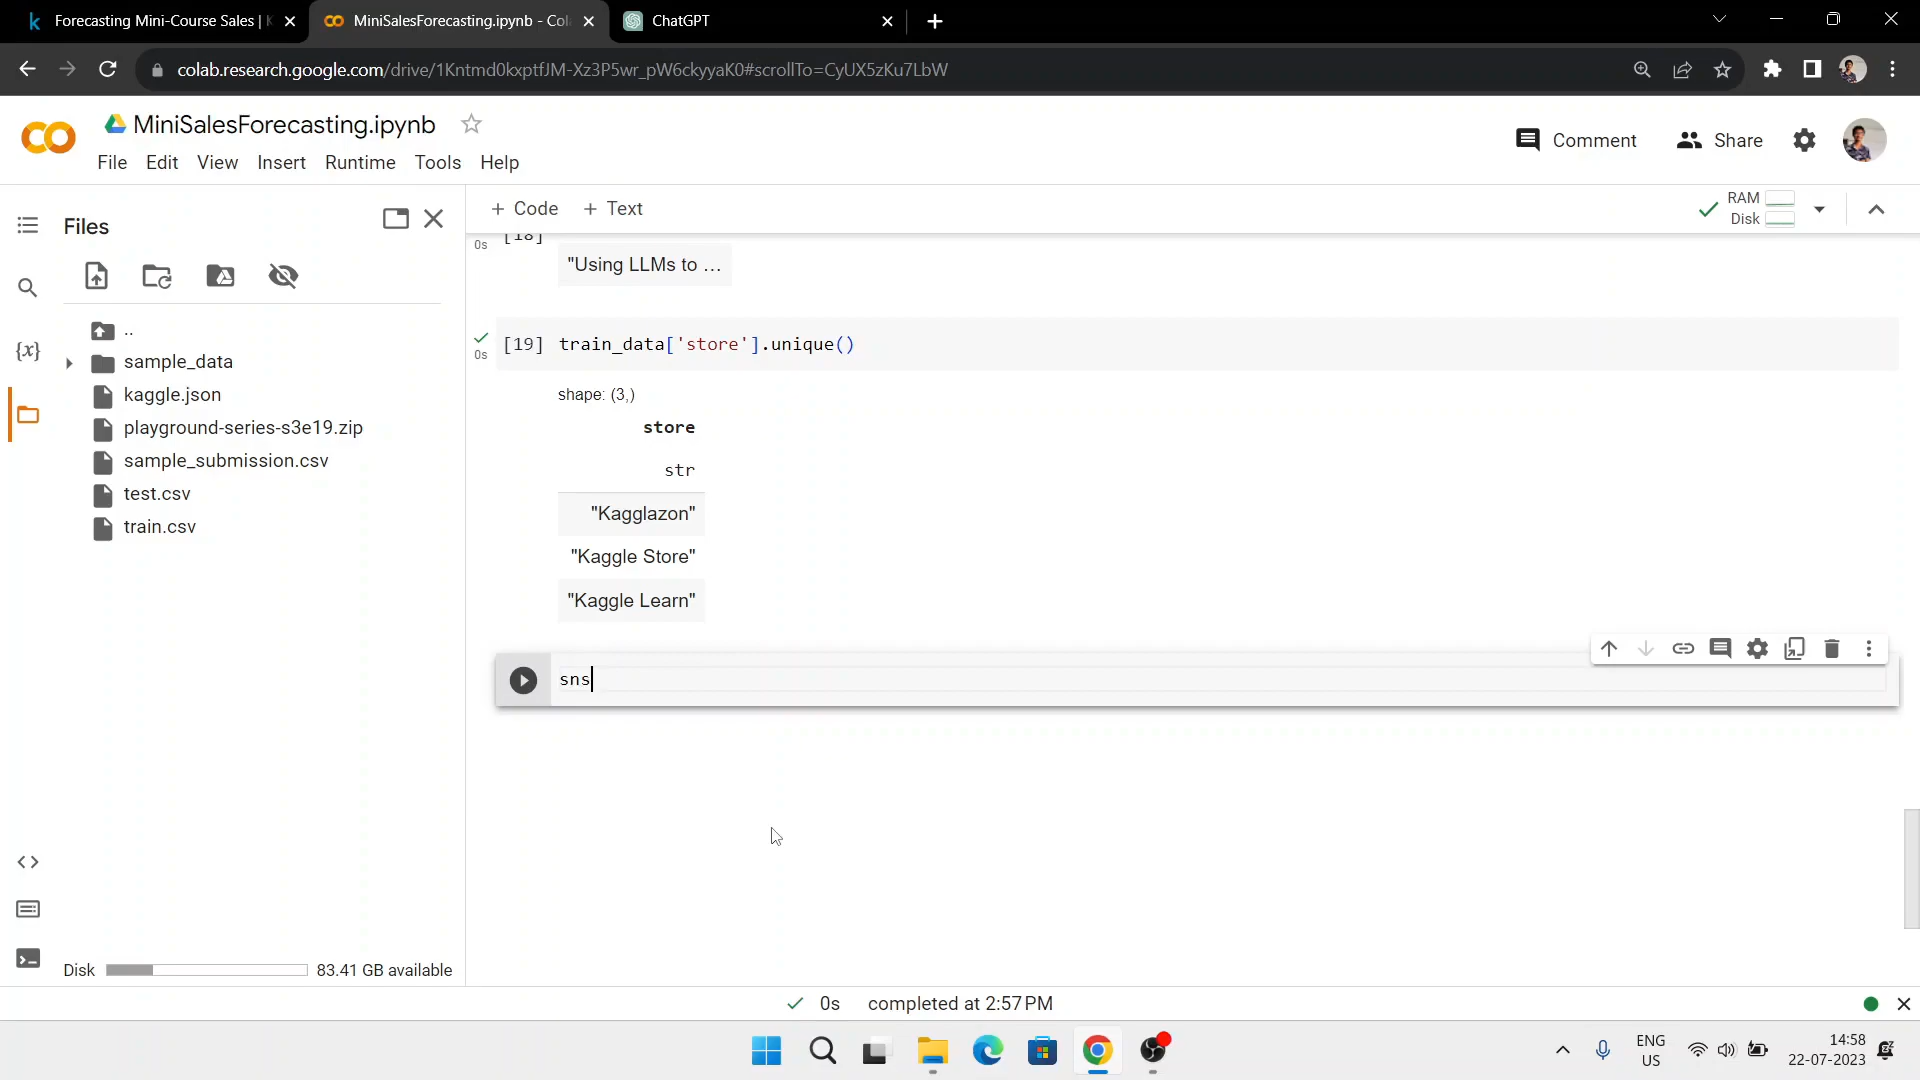 Forecasting Mini-Course Sales | K
MiniSalesForecasting.ipynb - Col
ChatGPT
colab.research.google.com/drive/1Kntmd0kxptfJM-Xz3P5wr_pW6ckyyaK0#scrollTo=CyUX5zKu7LbW
MiniSalesForecasting.ipynb
File Edit View Insert Runtime Tools Help
Comment
Share
Files
+ Code + Text
RAM
Disk
..
sample_data
kaggle.json
playground-series-s3e19.zip
sample_submission.csv
test.csv
train.csv
0s
[18]
"Using LLMs to …
0s
[19] train_data['store'].unique()
shape: (3,)
store
str
"Kagglazon"
"Kaggle Store"
"Kaggle Learn"
sns
{x}
Disk
83.41 GB available
0s completed at 2:57 PM
ENG
US
14:58
22-07-2023